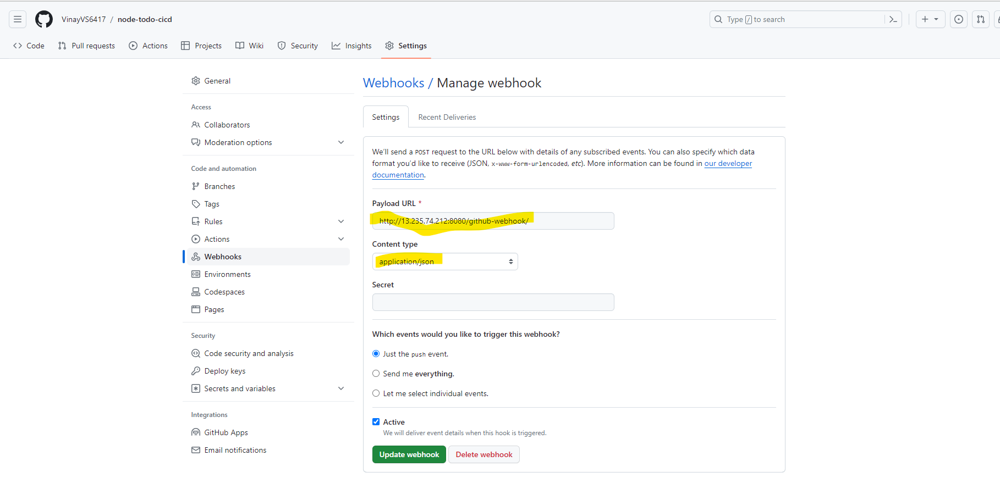 VinayVS6417 / node-todo-cicd
Type / to search
Code
Pull requests
Actions
Projects
Wiki
Security
Insights
Settings
General
Access
Collaborators
Moderation options
Code and automation
Branches
Tags
Rules
Actions
Webhooks
Environments
Codespaces
Pages
Security
Code security and analysis
Deploy keys
Secrets and variables
Integrations
GitHub Apps
Email notifications
Webhooks / Manage webhook
Settings
Recent Deliveries
We’ll send a POST request to the URL below with details of any subscribed events. You can also specify which data
format you’d like to receive (JSON, x-www-form-urlencoded, etc). More information can be found in our developer
documentation.
Payload URL *
http://13.235.74.212:8080/github-webhook/
Content type
application/json
Secret
Which events would you like to trigger this webhook?
Just the push event.
Send me everything.
Let me select individual events.
Active
We will deliver event details when this hook is triggered.
Update webhook
Delete webhook